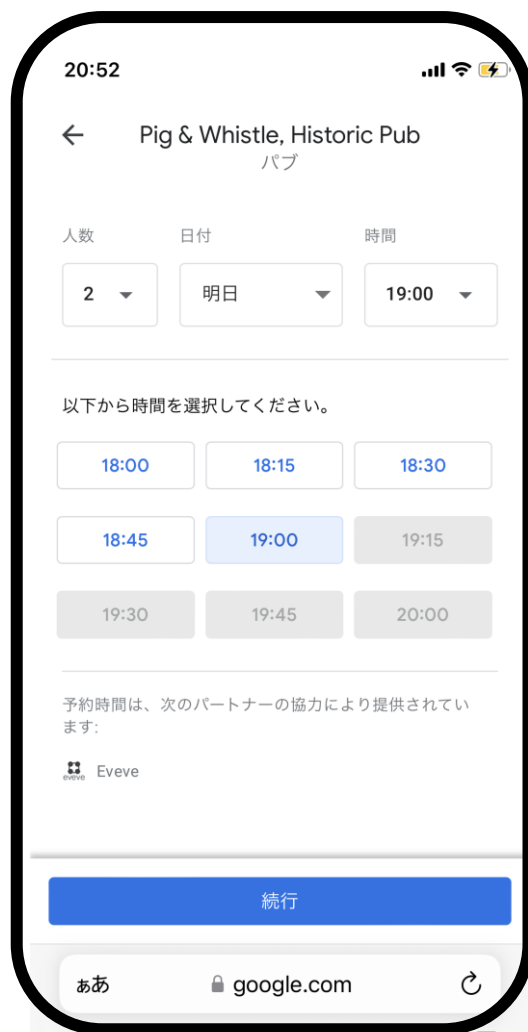 20:52
Pig & Whistle, Historic Pub
パブ
人数 日付 時間
2 明日 19:00
以下から時間を選択してください。
18:00 18:15 18:30
18:45 19:00 19:15
19:30 19:45 20:00
予約時間は、次のパートナーの協力により提供されてい
ます:
eveve Eveve
続行
ぁあ google.com